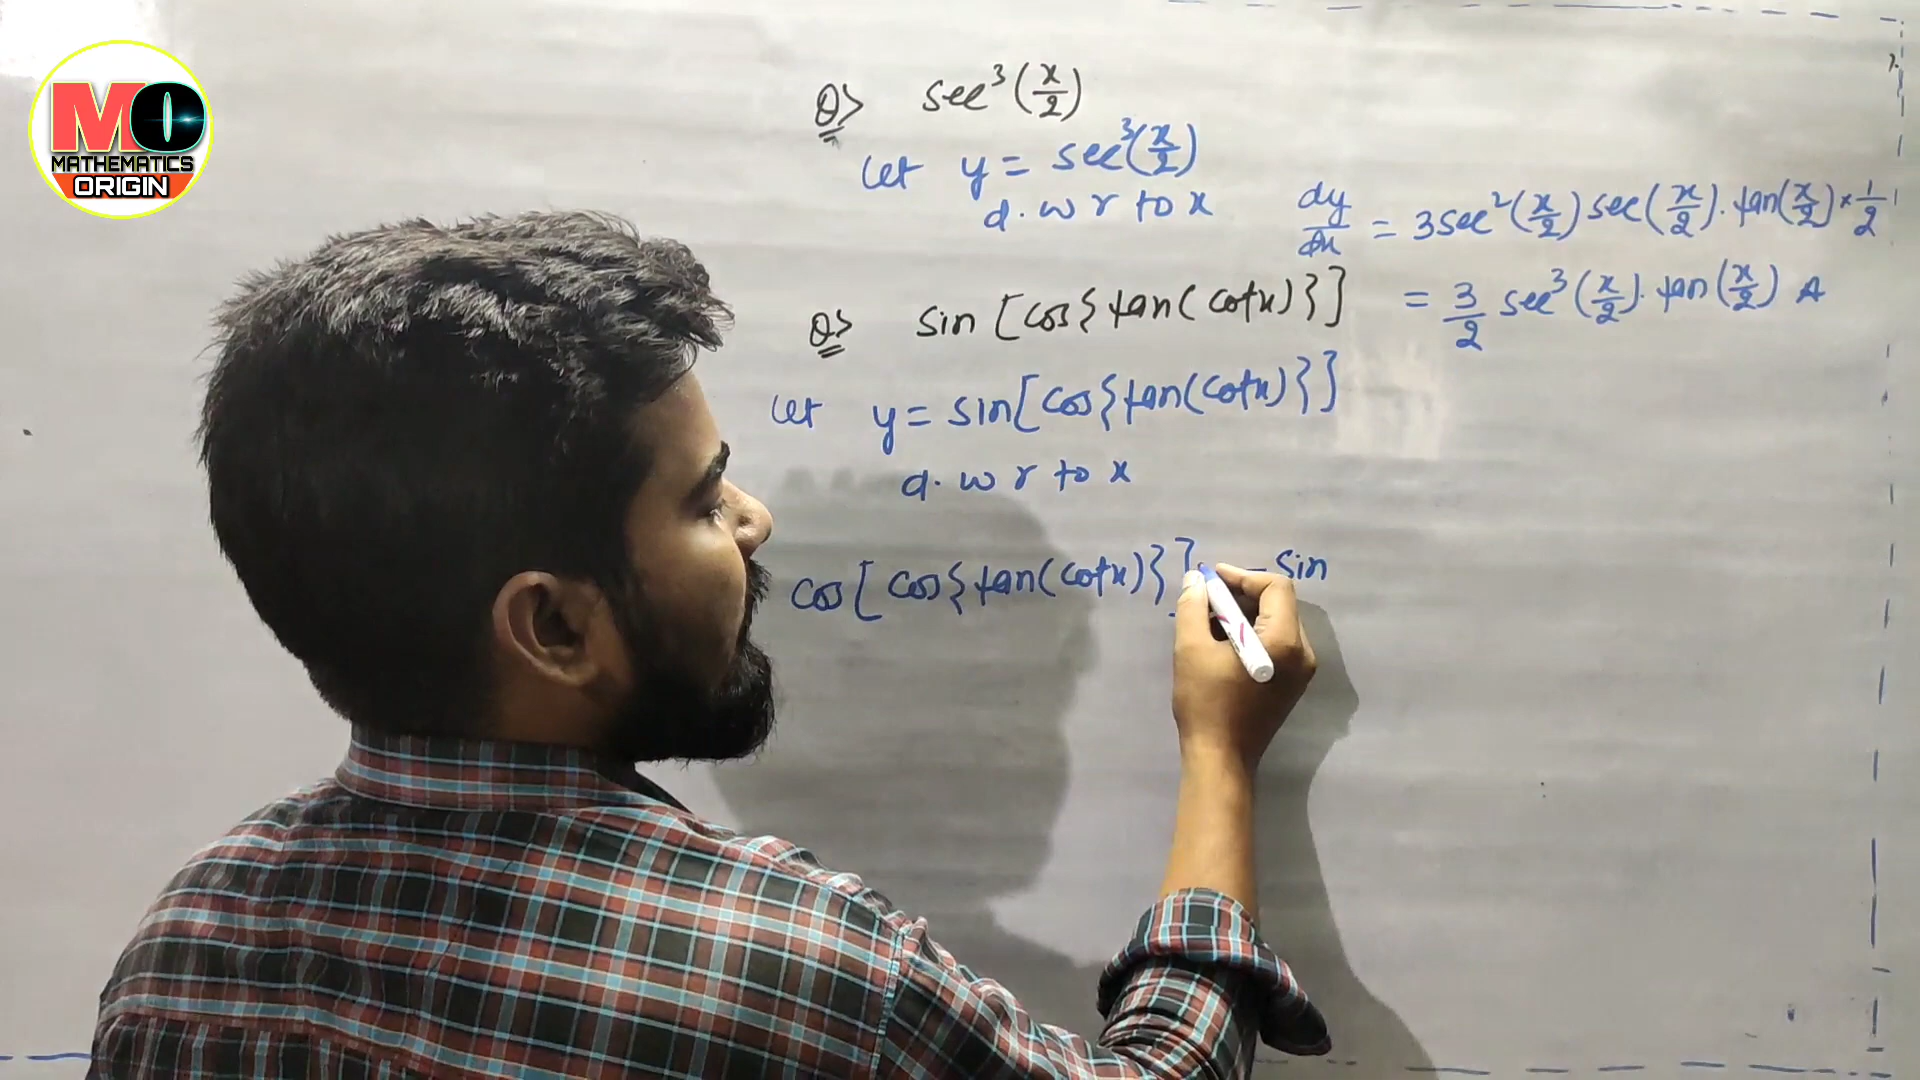 MO
MATHEMATICS
ORIGIN
Q> sec³(x/2)
Let y = sec³(x/2)
d. w r to x
dy/dx = 3sec²(x/2) sec(x/2). tan(x/2) × 1/2
= 3/2 sec³(x/2). tan(x/2) A
Q> sin [cos{tan(cotx)}]
Let y = sin[cos{tan(cotx)}]
d. w r to x
cos[cos{tan(cotx)}] - sin